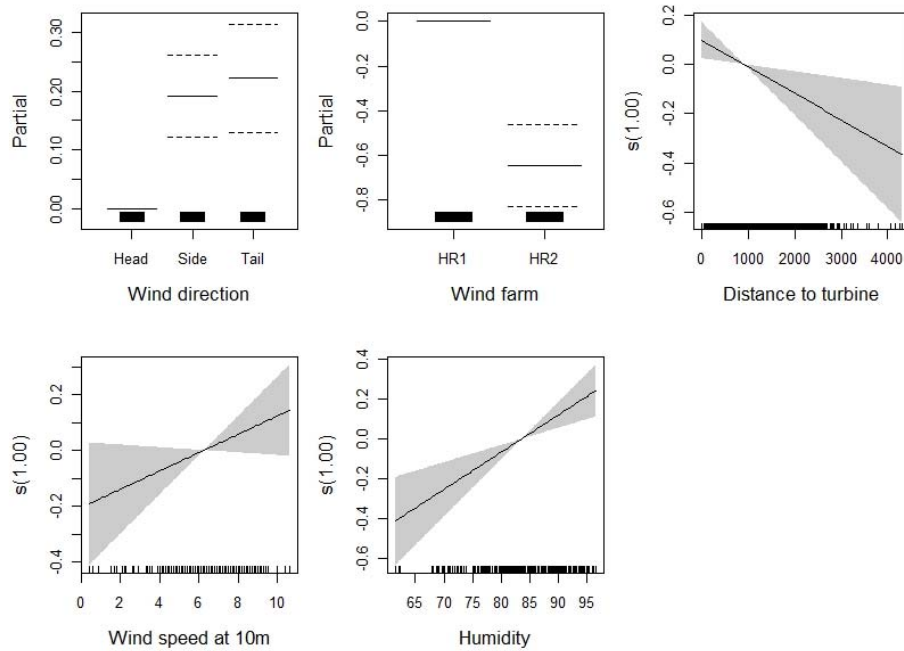 Partial
0.00
0.10
0.20
0.30
Head
Side
Tail
Wind direction
Partial
-0.8
-0.6
-0.4
-0.2
0.0
HR1
HR2
Wind farm
s(1.00)
-0.6
-0.4
-0.2
0.0
0.2
0
1000
2000
3000
4000
Distance to turbine
s(1.00)
-0.4
-0.2
0.0
0.2
0
2
4
6
8
10
Wind speed at 10m
s(1.00)
-0.6
-0.4
-0.2
0.0
0.2
0.4
65
70
75
80
85
90
95
Humidity